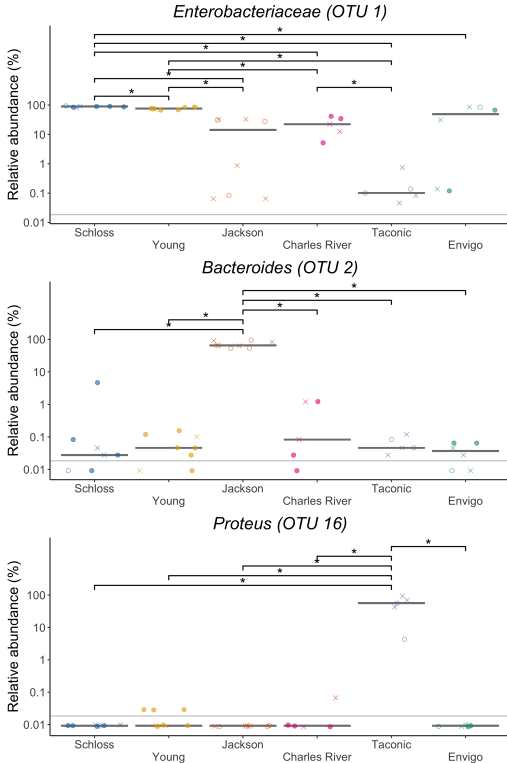 Enterobacteriaceae (OTU 1)
* * * * * * * * *
Relative abundance (%)
100
10
1
0.1
0.01
Schloss Young Jackson Charles River Taconic Envigo
Bacteroides (OTU 2)
* * * * *
Relative abundance (%)
100
10
1
0.1
0.01
Schloss Young Jackson Charles River Taconic Envigo
Proteus (OTU 16)
* * * * *
Relative abundance (%)
100
10
1
0.1
0.01
Schloss Young Jackson Charles River Taconic Envigo